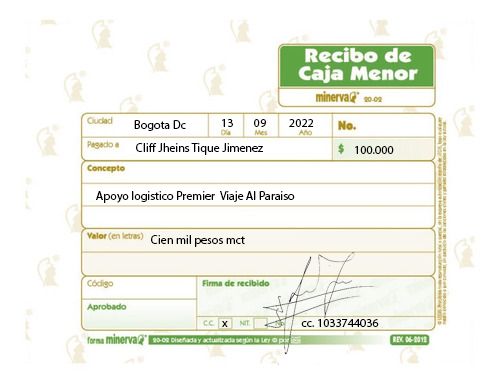 Recibo de
Caja Menor
minerva 20-02
Ciudad Bogota Dc 13 09 2022 No.
Día Mes Año
Pagado a Cliff Jheins Tique Jimenez $ 100.000
Concepto
Apoyo logistico Premier Viaje Al Paraiso
Valor (en letras) Cien mil pesos mct
Código Firma de recibido
Aprobado
C.C. x NIT. No. cc. 1033744036
forma minerva 20-02 Diseñada y actualizada según la Ley © por REV. 06-2012